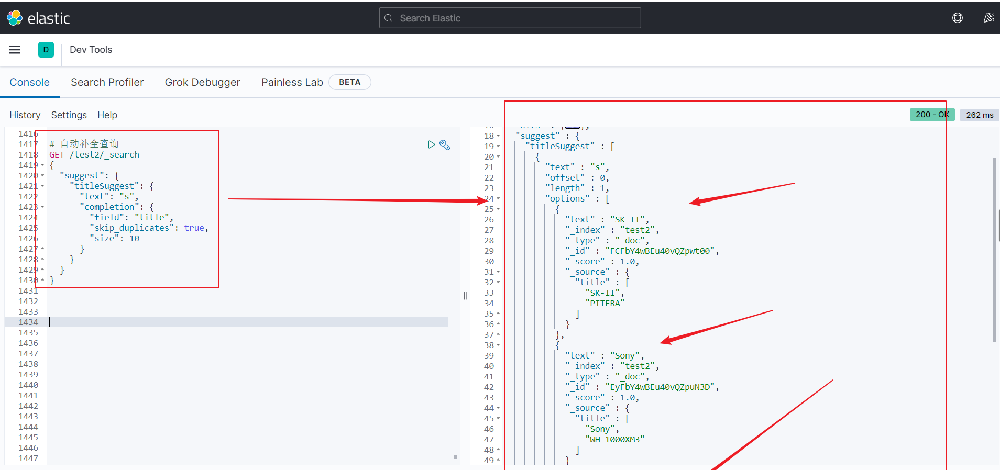 elastic
Search Elastic
D
Dev Tools
Console
Search Profiler
Grok Debugger
Painless Lab
BETA
History
Settings
Help
200 - OK
262 ms
1416
1417 # 自动补全查询
1418 GET /test2/_search
1419 {
1420 "suggest": {
1421 "titleSuggest": {
1422 "text": "s",
1423 "completion": {
1424 "field": "title",
1425 "skip_duplicates": true,
1426 "size": 10
1427 }
1428 }
1429 }
1430 }
1431
1432
1433
1434
1435
1436
1437
1438
1439
1440
1441
1442
1443
1444
1445
1446
1447
18 "suggest" : {
19 "titleSuggest" : [
20 {
21 "text" : "s",
22 "offset" : 0,
23 "length" : 1,
24 "options" : [
25 {
26 "text" : "SK-II",
27 "_index" : "test2",
28 "_type" : "_doc",
29 "_id" : "FCFbY4wBEu40vQZpwt00",
30 "_score" : 1.0,
31 "_source" : {
32 "title" : [
33 "SK-II",
34 "PITERA"
35 ]
36 }
37 },
38 {
39 "text" : "Sony",
40 "_index" : "test2",
41 "_type" : "_doc",
42 "_id" : "EyFbY4wBEu40vQZpuN3D",
43 "_score" : 1.0,
44 "_source" : {
45 "title" : [
46 "Sony",
47 "WH-1000XM3"
48 ]
49 }